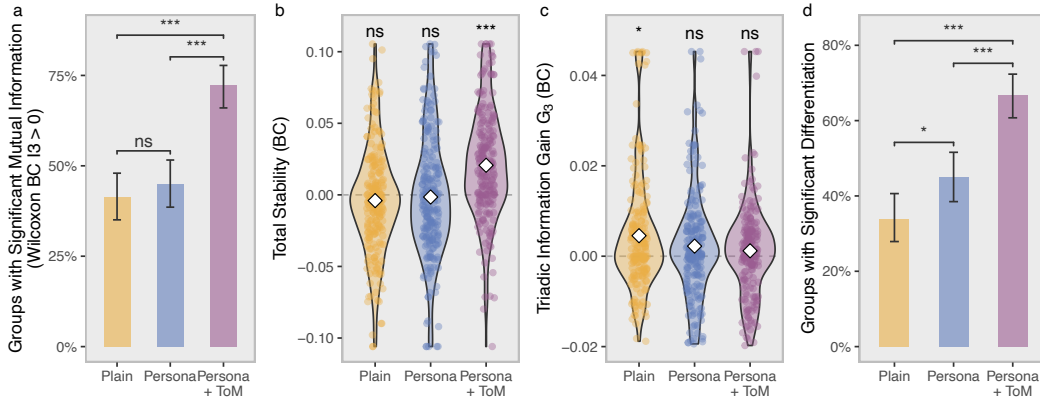 a
Groups with Significant Mutual Information
(Wilcoxon BC I3 > 0)
75%
50%
25%
0%
***
***
ns
Plain
Persona
Persona
+ ToM
b
Total Stability (BC)
0.10
0.05
0.00
−0.05
−0.10
ns
ns
***
Plain
Persona
Persona
+ ToM
c
Triadic Information Gain G₃ (BC)
0.04
0.02
0.00
−0.02
*
ns
ns
Plain
Persona
Persona
+ ToM
d
Groups with Significant Differentiation
80%
60%
40%
20%
0%
***
***
*
Plain
Persona
Persona
+ ToM